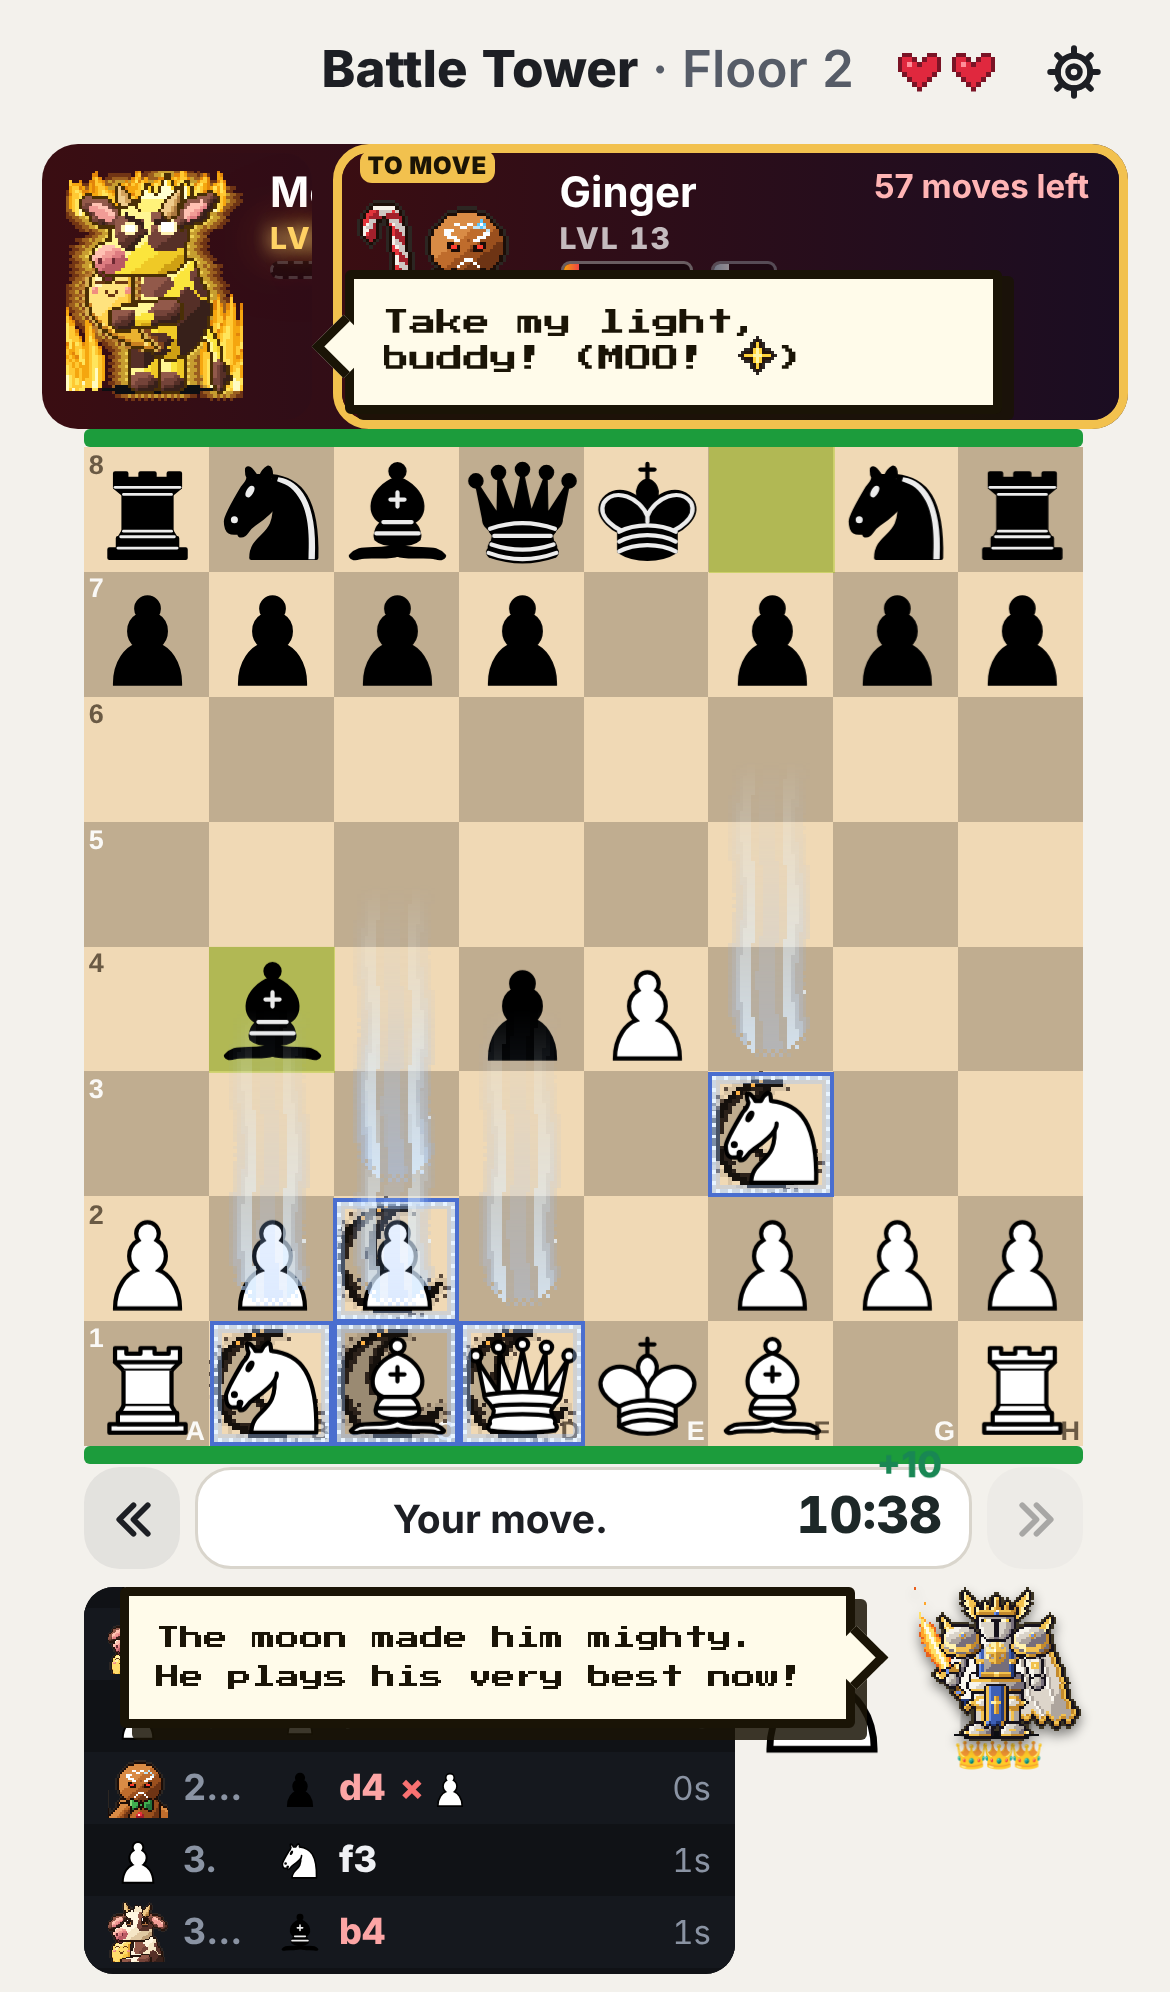 Battle Tower · Floor 2
TO MOVE
Ginger
57 moves left
LVL 13
Take my light,
buddy! (MOO! ✦)
8
7
6
5
4
3
2
1
A
D
E
F
G
H
+10
Your move.
10:38
The moon made him mighty.
He plays his very best now!
2... d4 × 0s
3. f3 1s
3... b4 1s